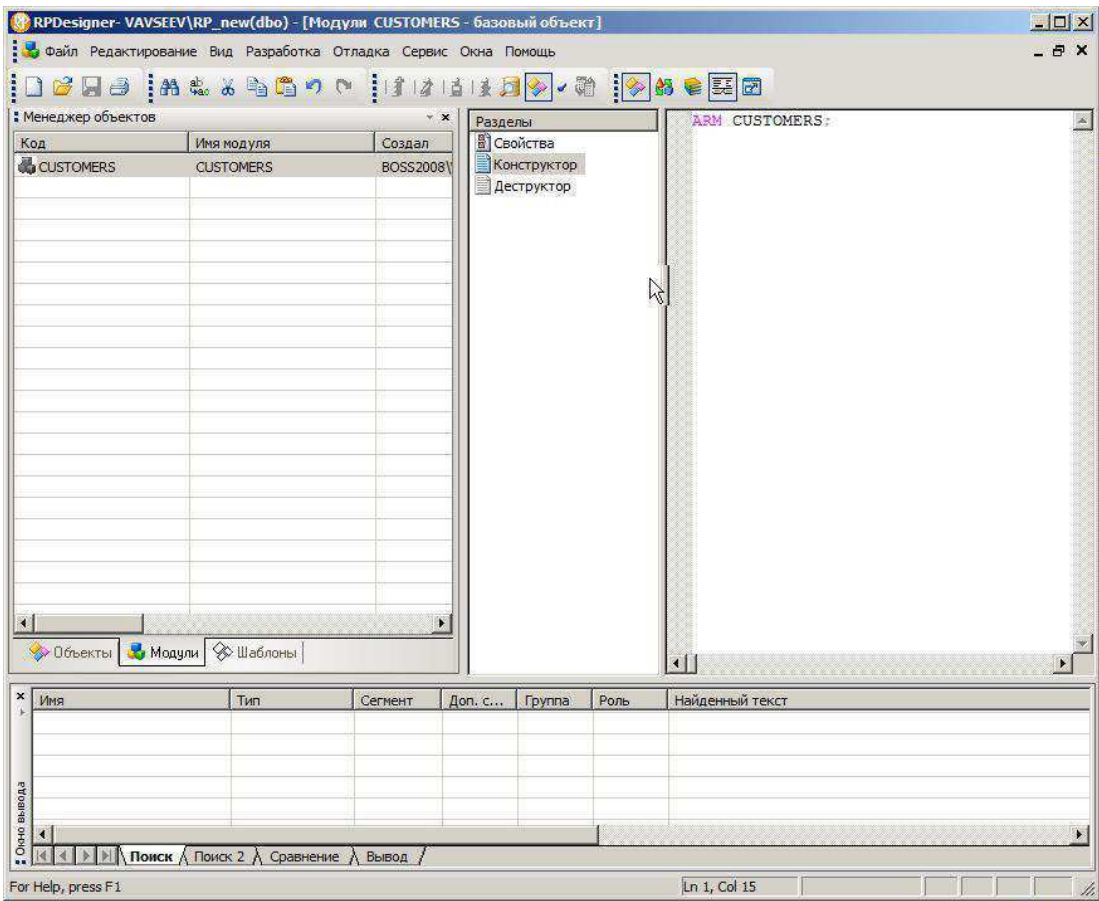 RPDesigner- VAVSEEV\RP_new(dbo) - [Модули CUSTOMERS - базовый объект]
Файл Редактирование Вид Разработка Отладка Сервис Окна Помощь
Менеджер объектов
Код Имя модуля Создал
CUSTOMERS CUSTOMERS BOSS2008\
Разделы
Свойства
Конструктор
Деструктор
ARM CUSTOMERS;
Объекты Модули Шаблоны
Имя Тип Сегмент Доп. с... Группа Роль Найденный текст
Окно вывода
Поиск Поиск 2 Сравнение Вывод
For Help, press F1 Ln 1, Col 15